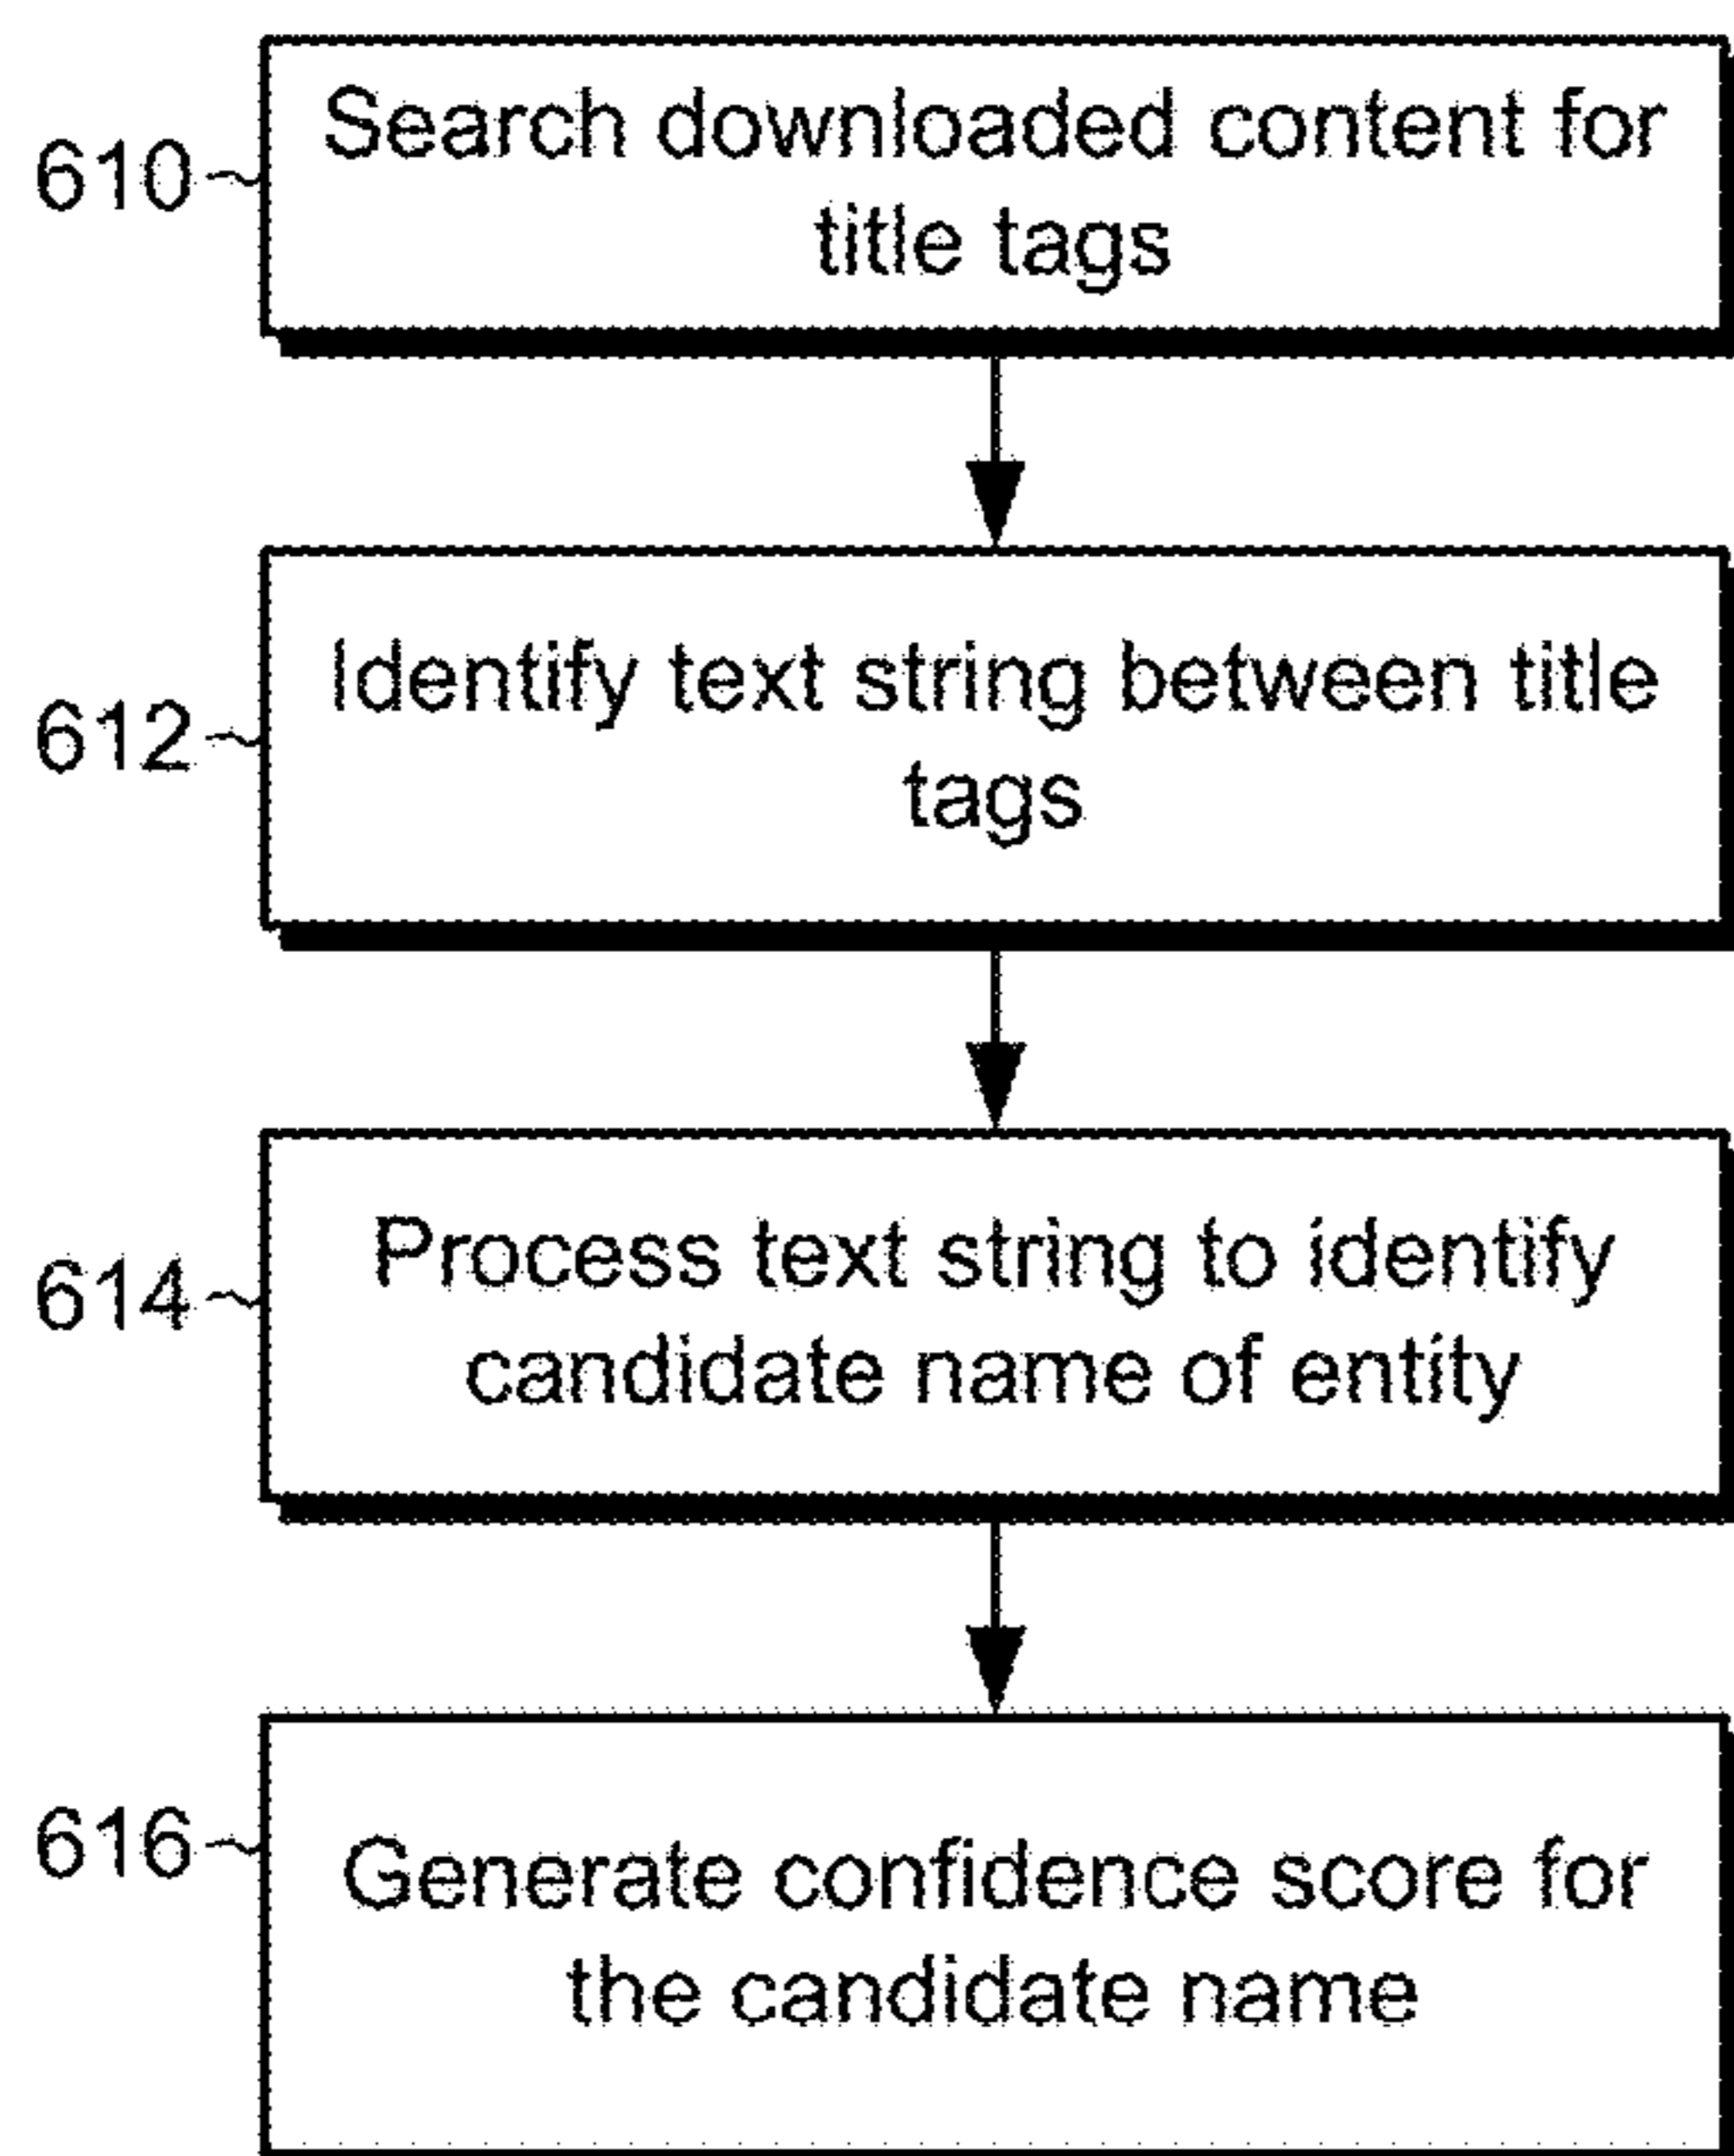 610
Search downloaded content for
title tags
612
Identify text string between title
tags
614
Process text string to identify
candidate name of entity
616
Generate confidence score for
the candidate name